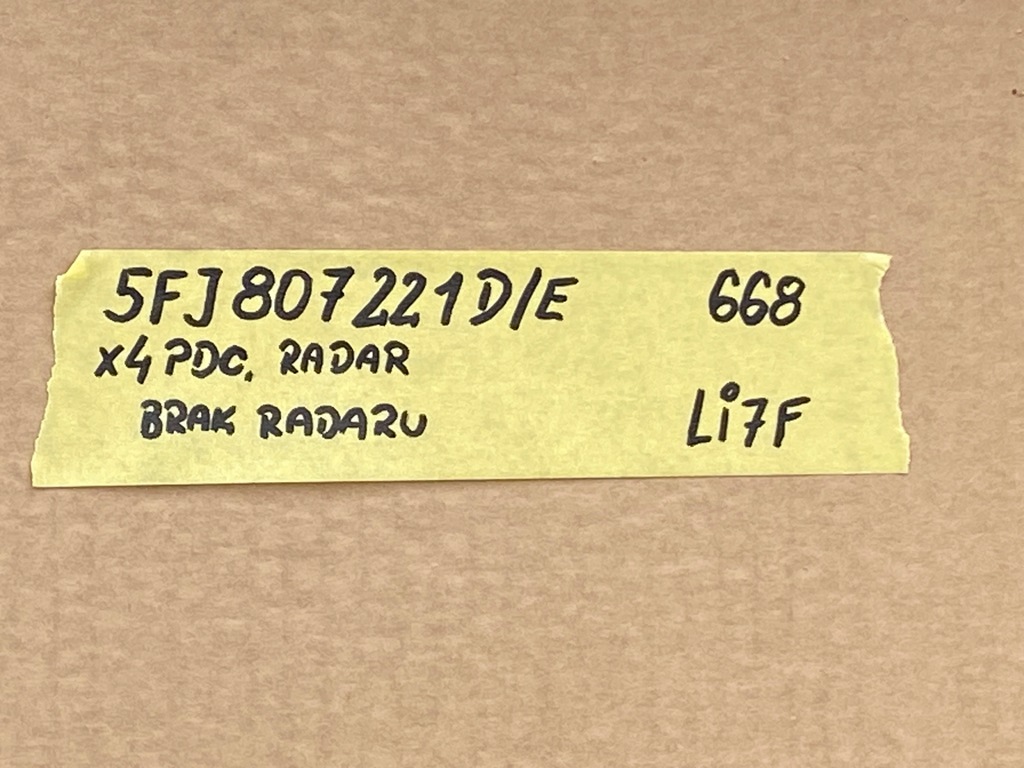 5FJ807221D/E 668
x4 PDC, RADAR
BRAK RADARU Li7F